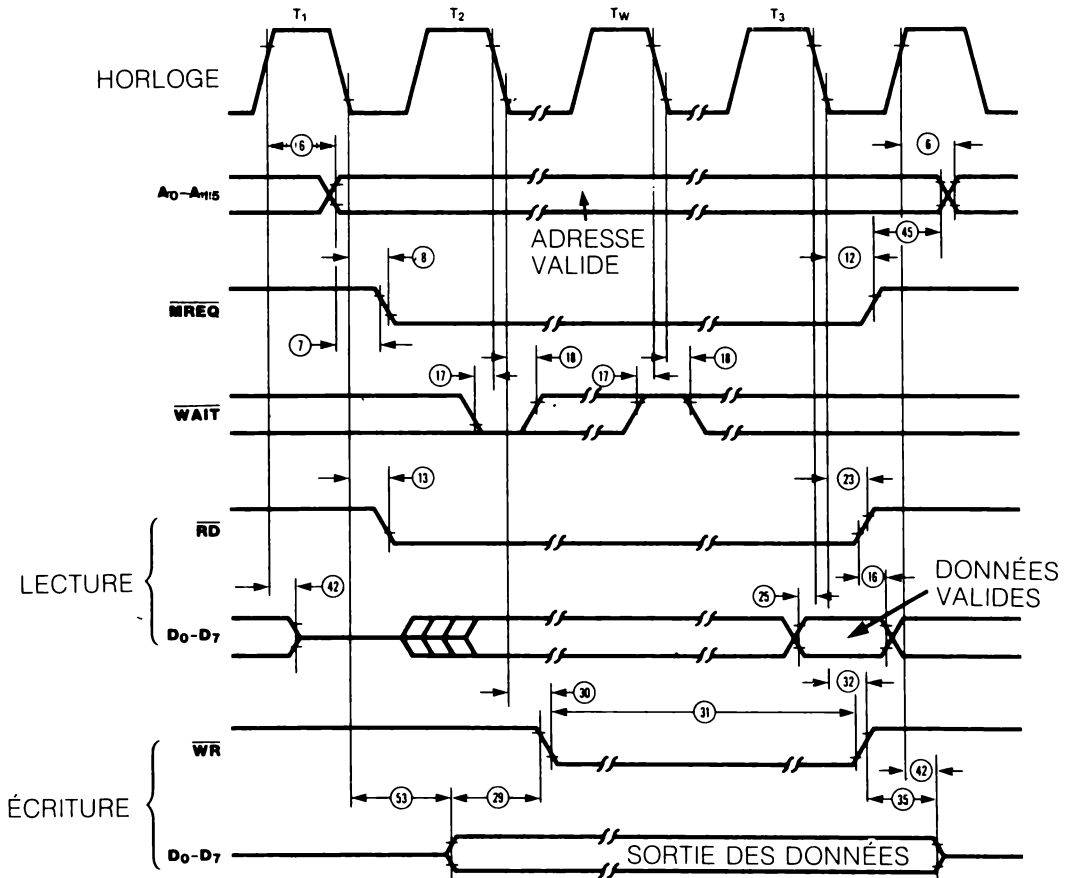 T1 T2 TW T3
HORLOGE
6 6
A0–A15
ADRESSE
VALIDE
45
8 12
MREQ
7
18 18
17 17
WAIT
13 23
RD
LECTURE
42 16
25
DONNÉES
VALIDES
D0–D7
32
30
31
WR
ÉCRITURE
42
53 29 35
D0–D7
SORTIE DES DONNÉES